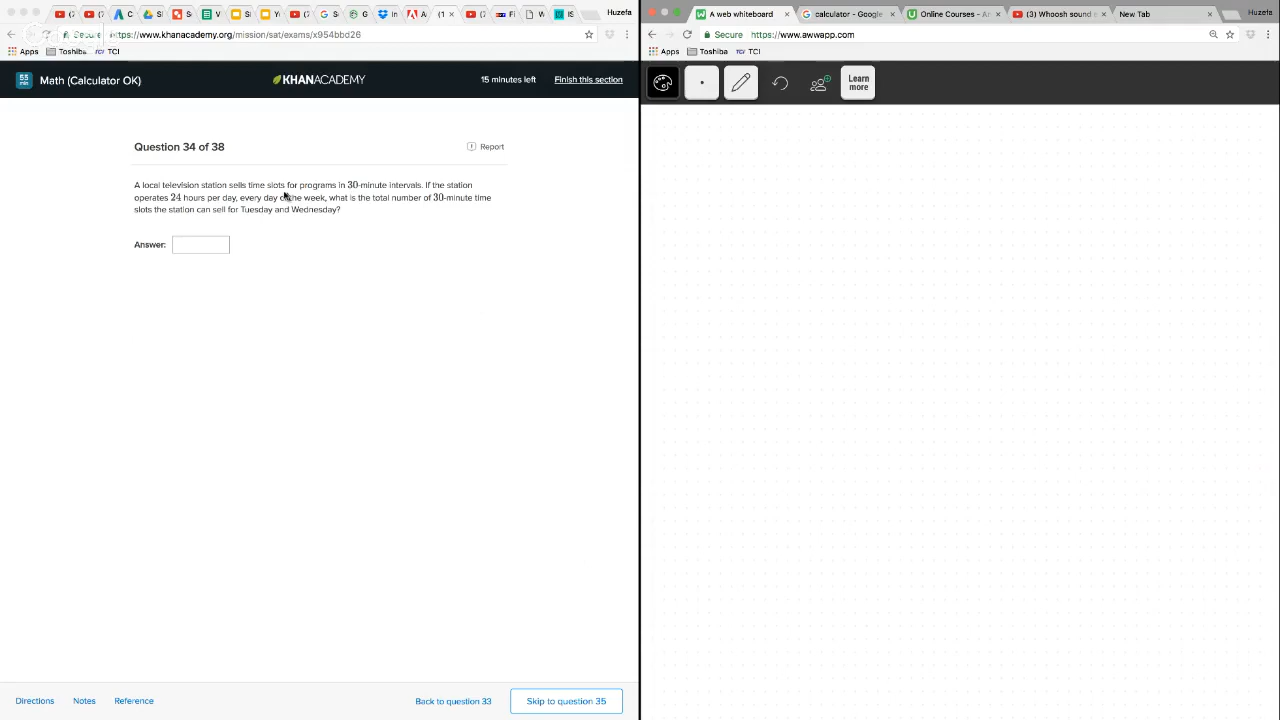 Huzefa
Secure https://www.khanacademy.org/mission/sat/exams/x954bbd26
Apps Toshiba TCI
55 min Math (Calculator OK) KHANACADEMY 15 minutes left Finish this section
Question 34 of 38 Report
A local television station sells time slots for programs in 30-minute intervals. If the station
operates 24 hours per day, every day of the week, what is the total number of 30-minute time
slots the station can sell for Tuesday and Wednesday?
Answer:
Directions Notes Reference Back to question 33 Skip to question 35
A web whiteboard calculator - Google Online Courses - An (3) Whoosh sound e New Tab Huzefa
Secure https://www.awwapp.com
Apps Toshiba TCI
Learn
more